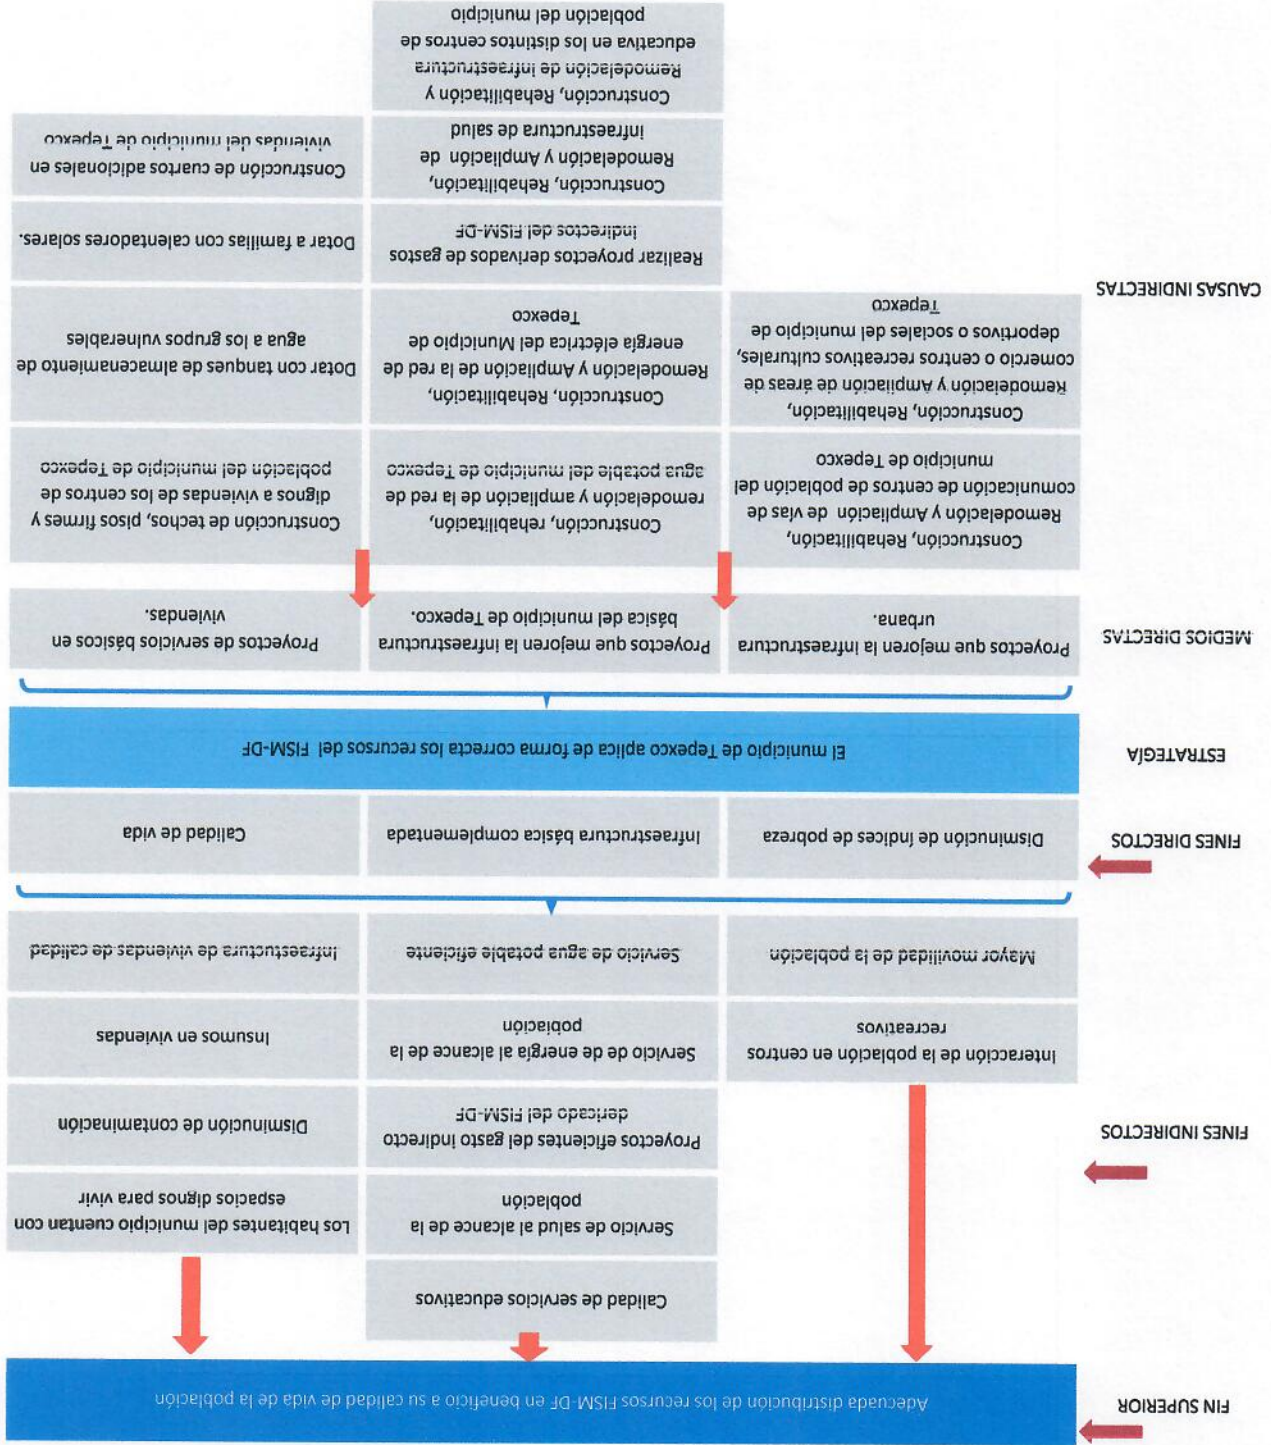 FIN SUPERIOR
Adecuada distribución de los recursos FISM-DF en beneficio a su calidad de vida de la población
FINES INDIRECTOS
Calidad de servicios educativos
Servicio de salud al alcance de la
población
Los habitantes del municipio cuentan con
espacios dignos para vivir
Proyectos eficientes del gasto indirecto
dericado del FISM-DF
Disminución de contaminación
Interacción de la población en centros
recreativos
Servicio de de energía al alcance de la
población
Insumos en viviendas
Mayor movilidad de la población
Servicio de agua potable eficiente
Infraestuctura de viviendas de calidad
FINES DIRECTOS
Disminución de índices de pobreza
Infraestructura básica complementada
Calidad de vida
ESTRATEGÍA
El municipio de Tepexco aplica de forma correcta los recursos del FISM-DF
MEDIOS DIRECTAS
Proyectos que mejoren la infraestructura
urbana.
Proyectos que mejoren la infraestructura
básica del municipio de Tepexco.
Proyectos de servicios básicos en
viviendas.
CAUSAS INDIRECTAS
Construcción, Rehabilitación,
Remodelación y Ampliación de vías de
comunicación de centros de población del
municipio de Tepexco
Construcción, rehabilitación,
remodelación y ampliación de la red de
agua potable del municipio de Tepexco
Construcción de techos, pisos firmes y
dignos a viviendas de los centros de
población del municipio de Tepexco
Construcción, Rehabilitación,
Remodelación y Ampliación de áreas de
comercio o centros recreativos culturales,
deportivos o sociales del municipio de
Tepexco
Construcción, Rehabilitación,
Remodelación y Ampliación de la red de
energía eléctrica del Municipio de
Tepexco
Dotar con tanques de almacenamiento de
agua a los grupos vulnerables
Realizar proyectos derivados de gastos
indirectos del FISM-DF
Dotar a familias con calentadores solares.
Construcción, Rehabilitación,
Remodelación y Ampliación de
infraestructura de salud
Construcción de cuartos adicionales en
viviendas del municipio de Tepexco
Construcción, Rehabilitación y
Remodelación de infraestructura
educativa en los distintos centros de
población del municipio